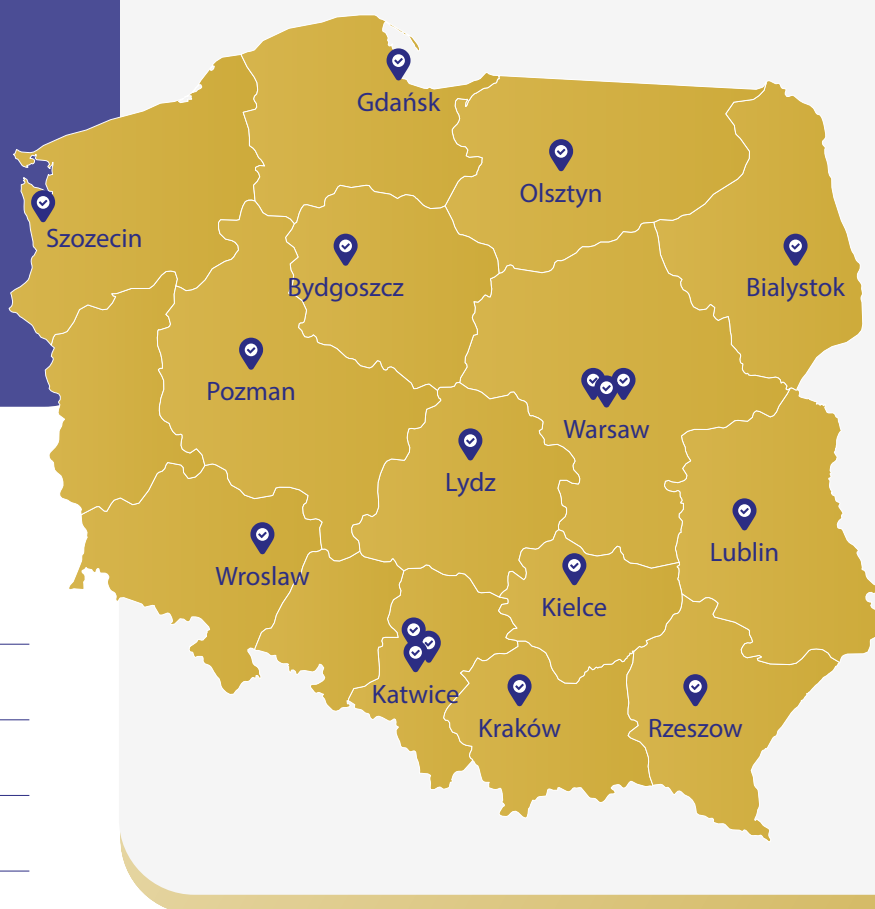 Gdańsk
Olsztyn
Szozecin
Bydgoszcz
Bialystok
Pozman
Warsaw
Lydz
Lublin
Wroslaw
Kielce
Katwice
Kraków
Rzeszow